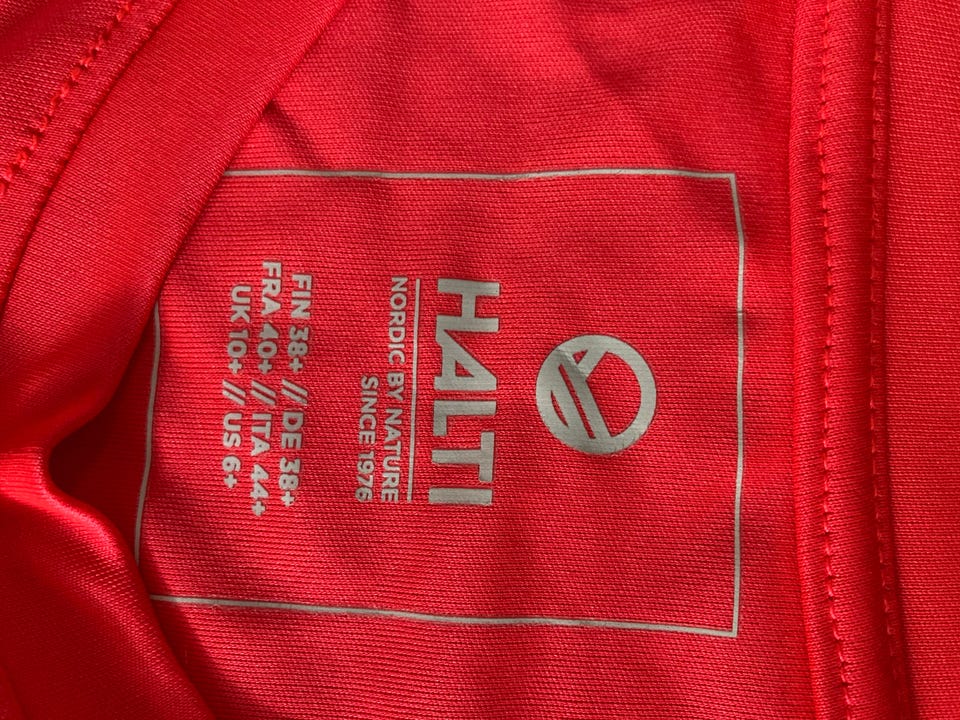 HALTI
NORDIC BY NATURE
SINCE 1976
FIN 38+ // DE 38+
FRA 40+ // ITA 44+
UK 10+ // US 6+